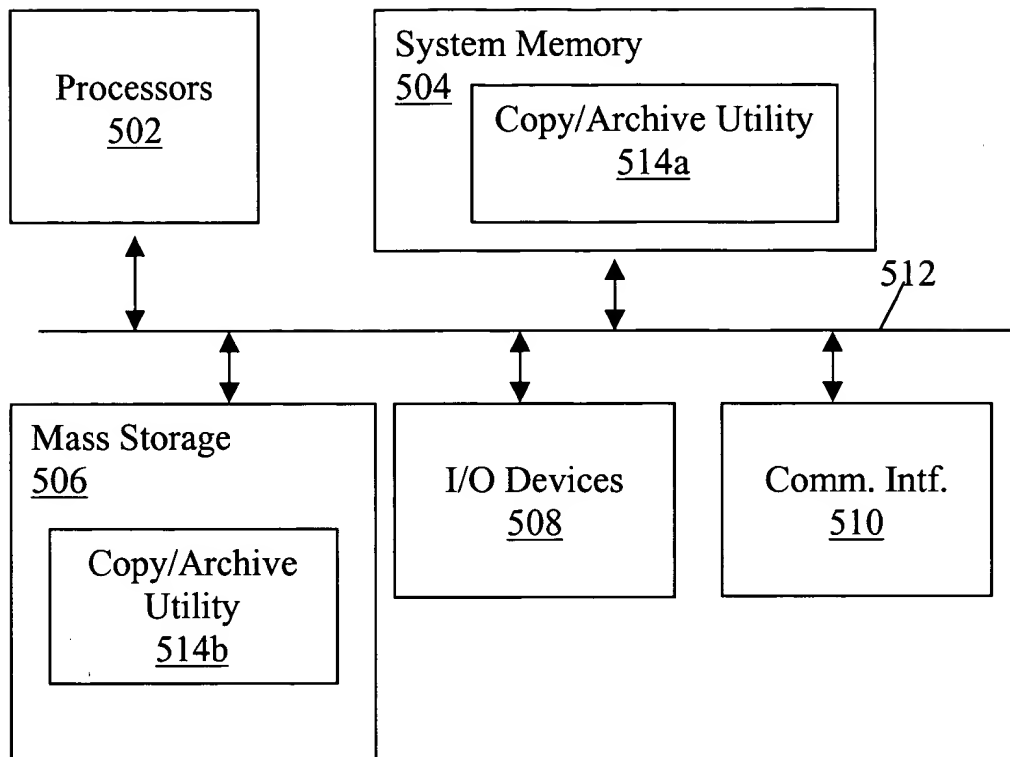 Processors
502
System Memory
504
Copy/Archive Utility
514a
512
Mass Storage
506
Copy/Archive
Utility
514b
I/O Devices
508
Comm. Intf.
510